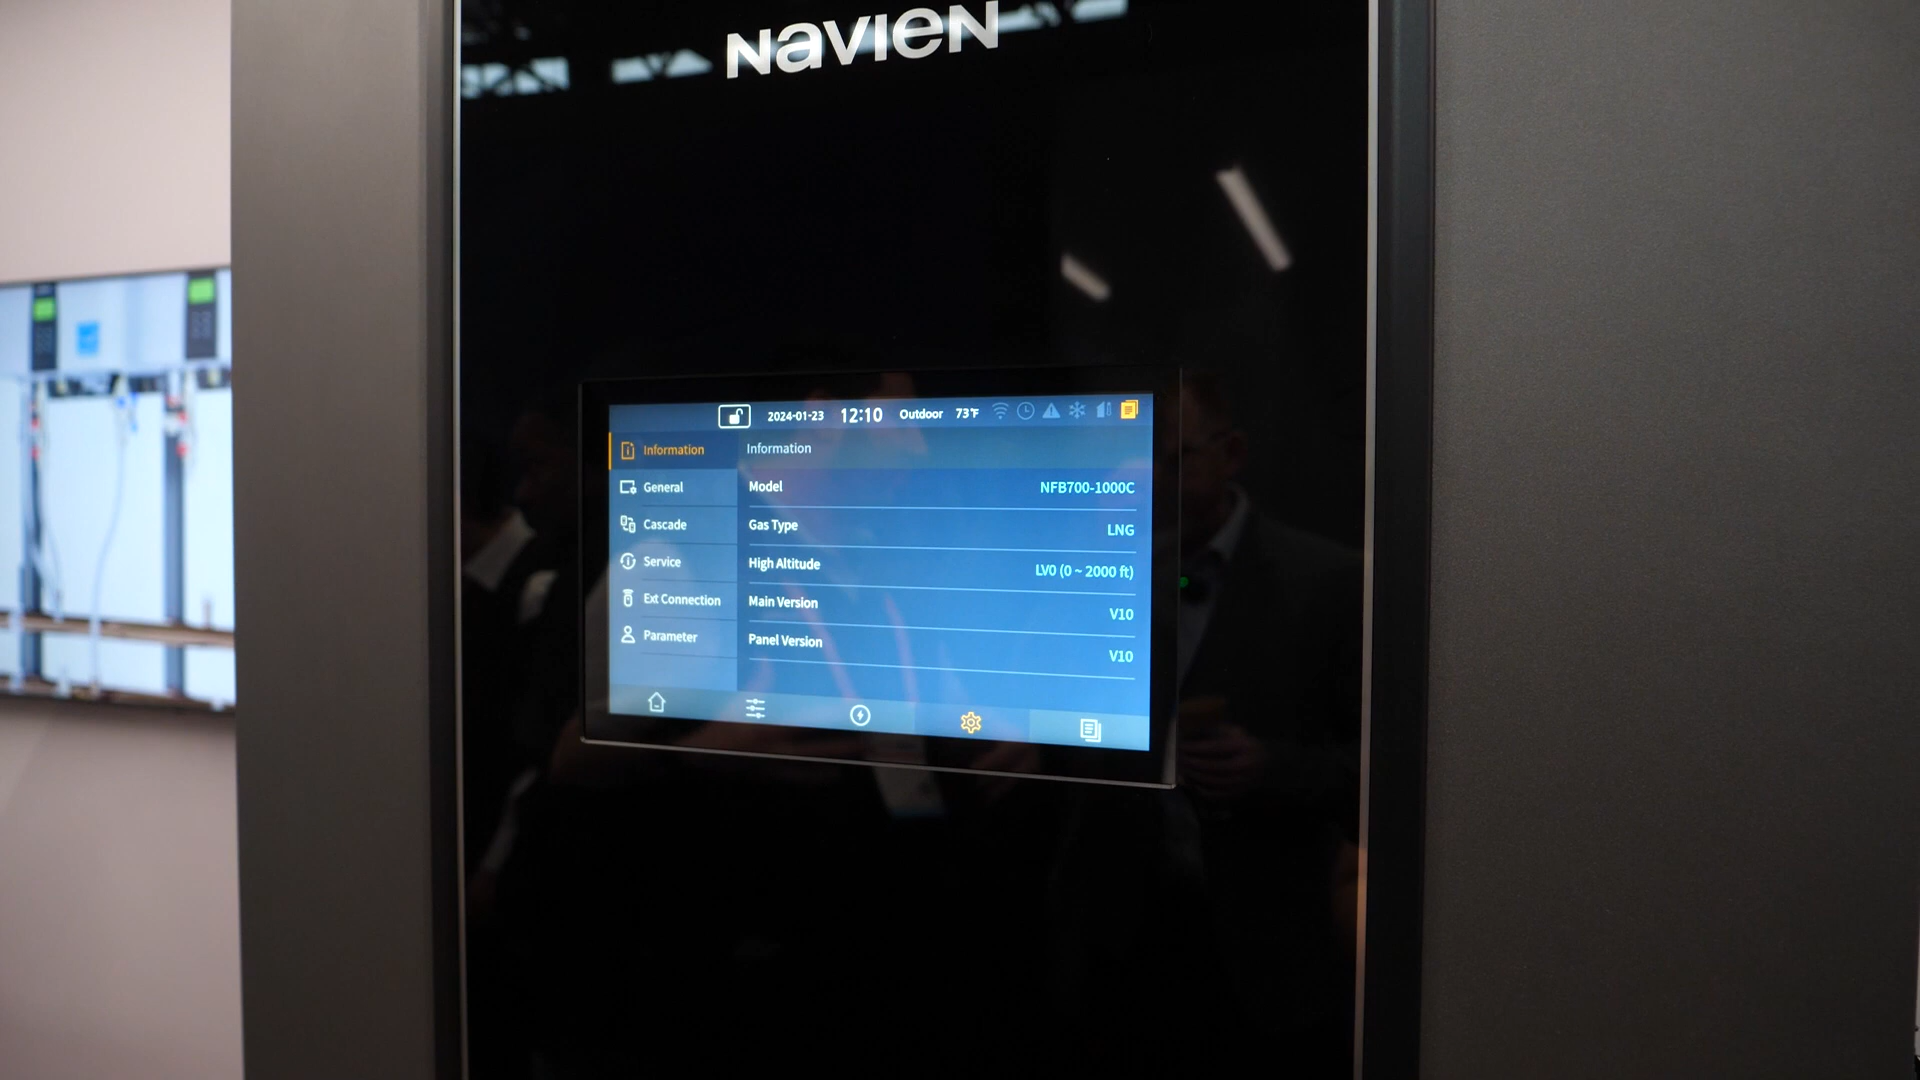 NAVIEN
2024-01-23 12:10 Outdoor 73°F
Information
General
Cascade
Service
Ext Connection
Parameter
Information
Model NFB700-1000C
Gas Type LNG
High Altitude LV0 (0 ~ 2000 ft)
Main Version V10
Panel Version V10